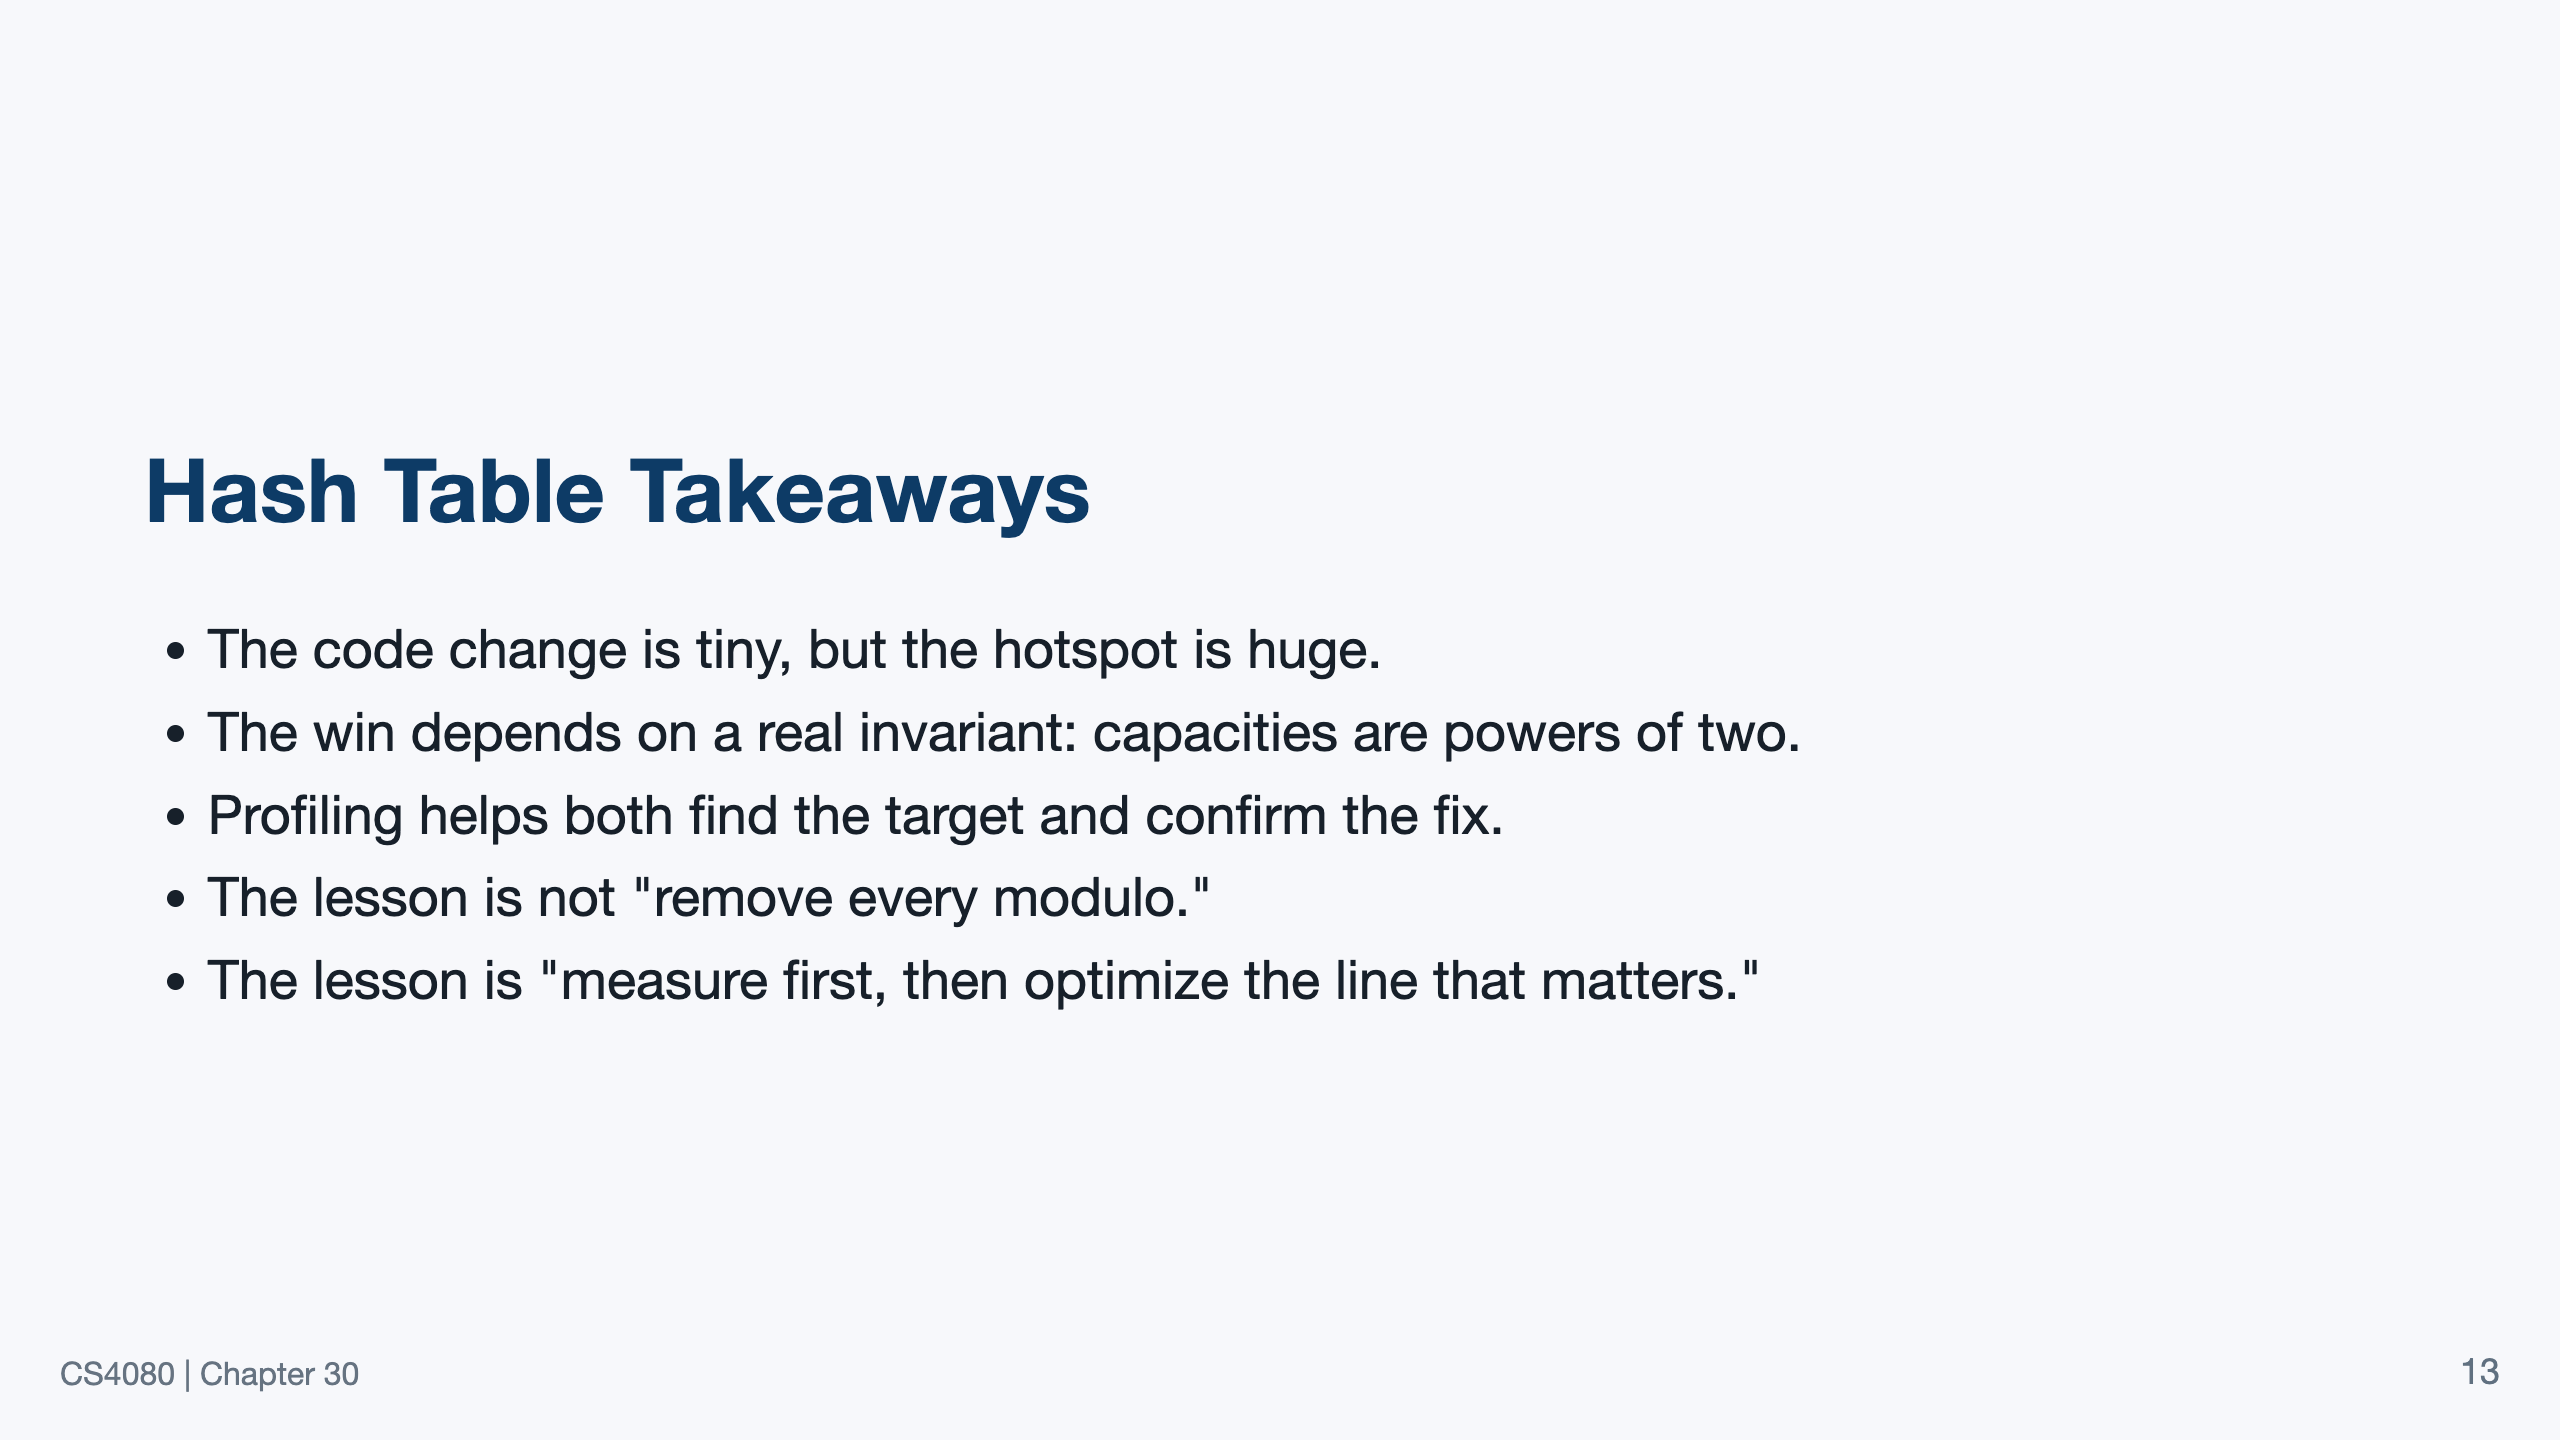 Hash Table Takeaways
• The code change is tiny, but the hotspot is huge.
• The win depends on a real invariant: capacities are powers of two.
• Profiling helps both find the target and confirm the fix.
• The lesson is not "remove every modulo."
• The lesson is "measure first, then optimize the line that matters."
CS4080 | Chapter 30
13